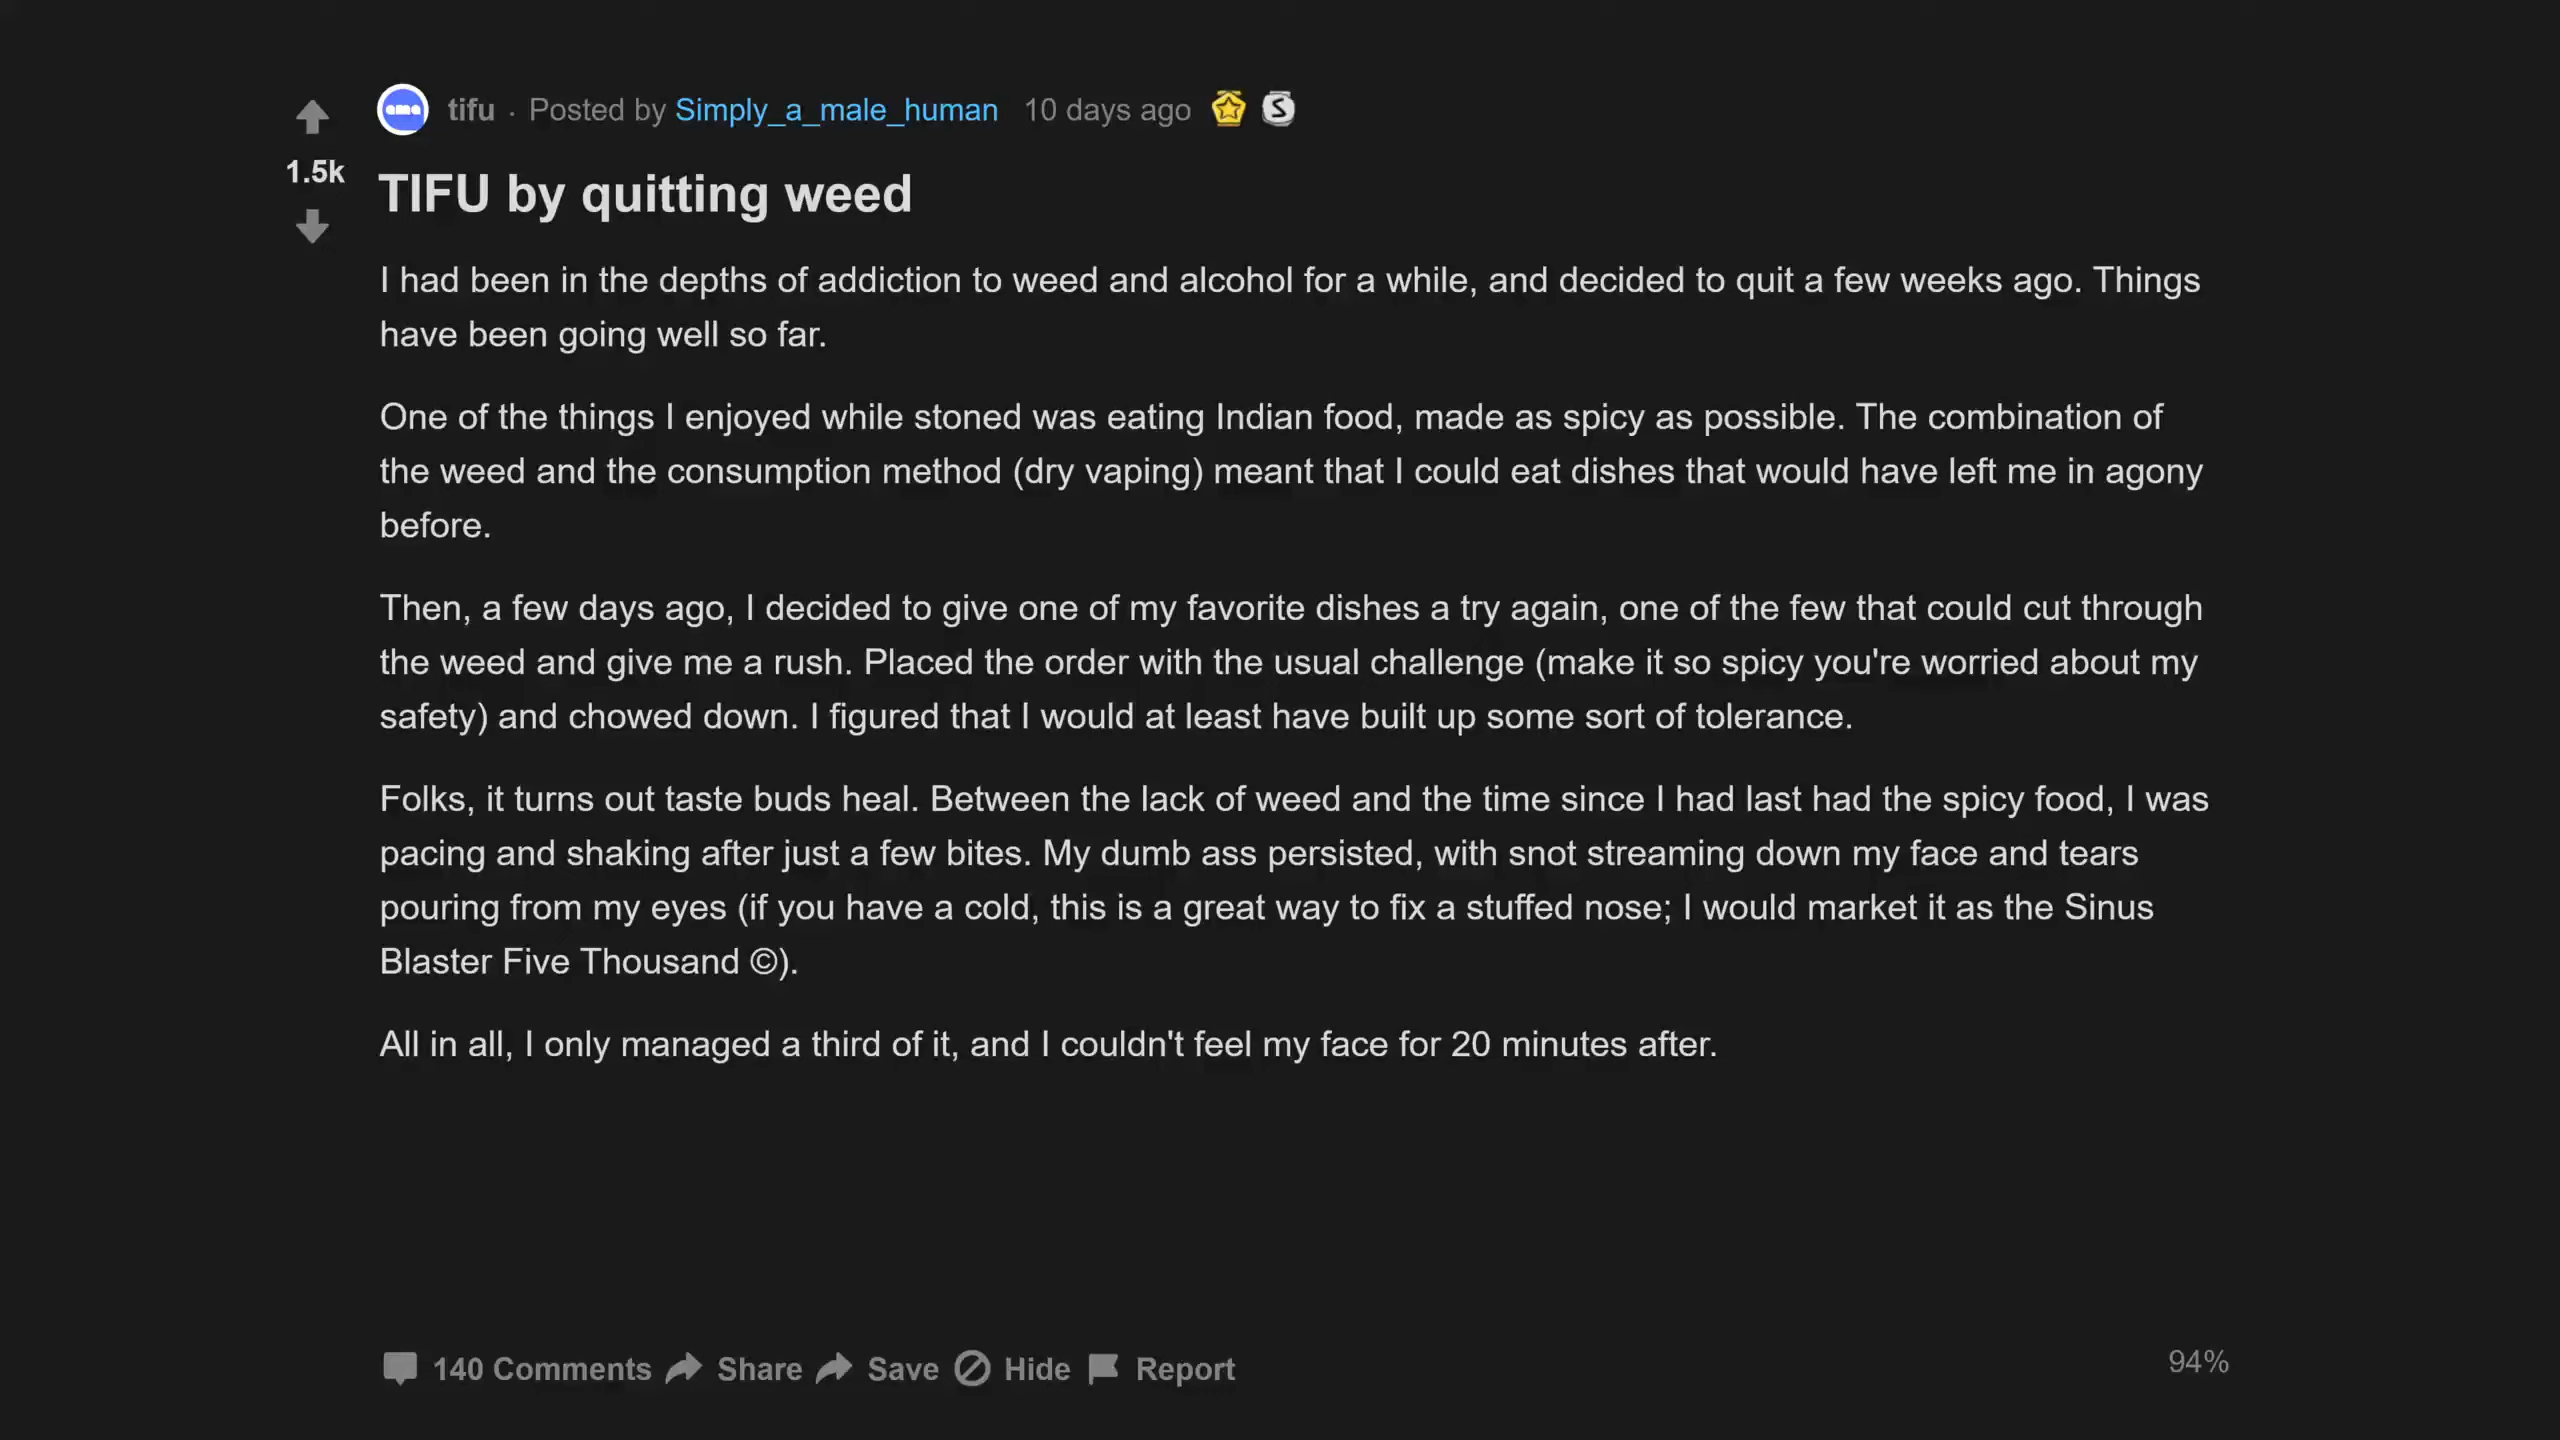 tifu · Posted by Simply_a_male_human 10 days ago
1.5k
TIFU by quitting weed
I had been in the depths of addiction to weed and alcohol for a while, and decided to quit a few weeks ago. Things
have been going well so far.
One of the things I enjoyed while stoned was eating Indian food, made as spicy as possible. The combination of
the weed and the consumption method (dry vaping) meant that I could eat dishes that would have left me in agony
before.
Then, a few days ago, I decided to give one of my favorite dishes a try again, one of the few that could cut through
the weed and give me a rush. Placed the order with the usual challenge (make it so spicy you're worried about my
safety) and chowed down. I figured that I would at least have built up some sort of tolerance.
Folks, it turns out taste buds heal. Between the lack of weed and the time since I had last had the spicy food, I was
pacing and shaking after just a few bites. My dumb ass persisted, with snot streaming down my face and tears
pouring from my eyes (if you have a cold, this is a great way to fix a stuffed nose; I would market it as the Sinus
Blaster Five Thousand ©).
All in all, I only managed a third of it, and I couldn't feel my face for 20 minutes after.
140 Comments Share Save Hide Report
94%